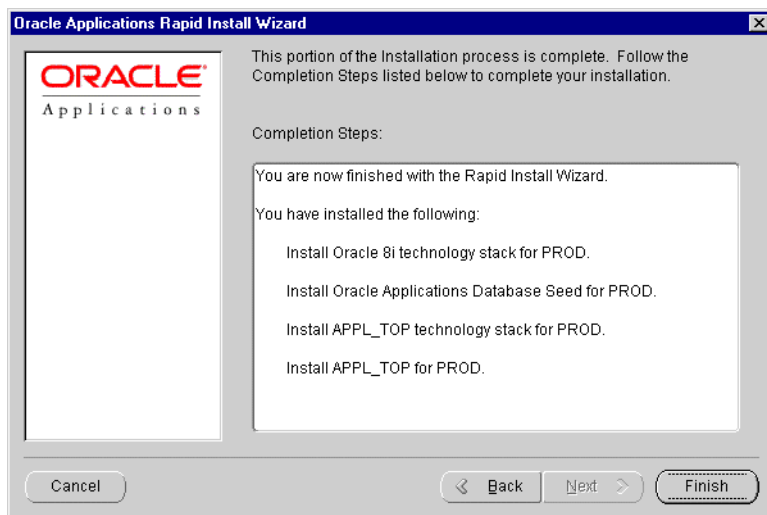 Oracle Applications Rapid Install Wizard
ORACLE
Applications
This portion of the Installation process is complete. Follow the
Completion Steps listed below to complete your installation.
Completion Steps:
You are now finished with the Rapid Install Wizard.
You have installed the following:
Install Oracle 8i technology stack for PROD.
Install Oracle Applications Database Seed for PROD.
Install APPL_TOP technology stack for PROD.
Install APPL_TOP for PROD.
Cancel
Back
Next
Finish